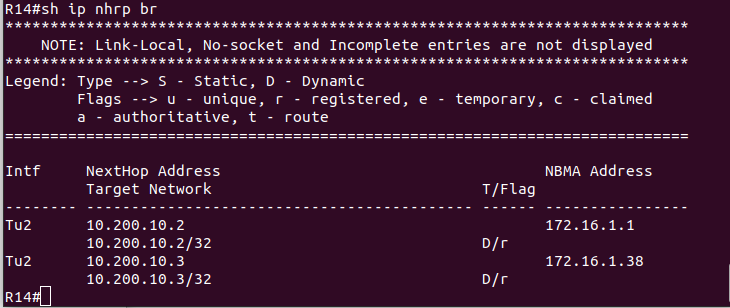 R14#sh ip nhrp br
****************************************************************************
    NOTE: Link-Local, No-socket and Incomplete entries are not displayed
****************************************************************************
Legend: Type --> S - Static, D - Dynamic
        Flags --> u - unique, r - registered, e - temporary, c - claimed
        a - authoritative, t - route
============================================================================

Intf     NextHop Address                                    NBMA Address
         Target Network                              T/Flag
-------- ------------------------------------------- ------ ----------------
Tu2      10.200.10.2                                        172.16.1.1
         10.200.10.2/32                              D/r
Tu2      10.200.10.3                                        172.16.1.38
         10.200.10.3/32                              D/r
R14#